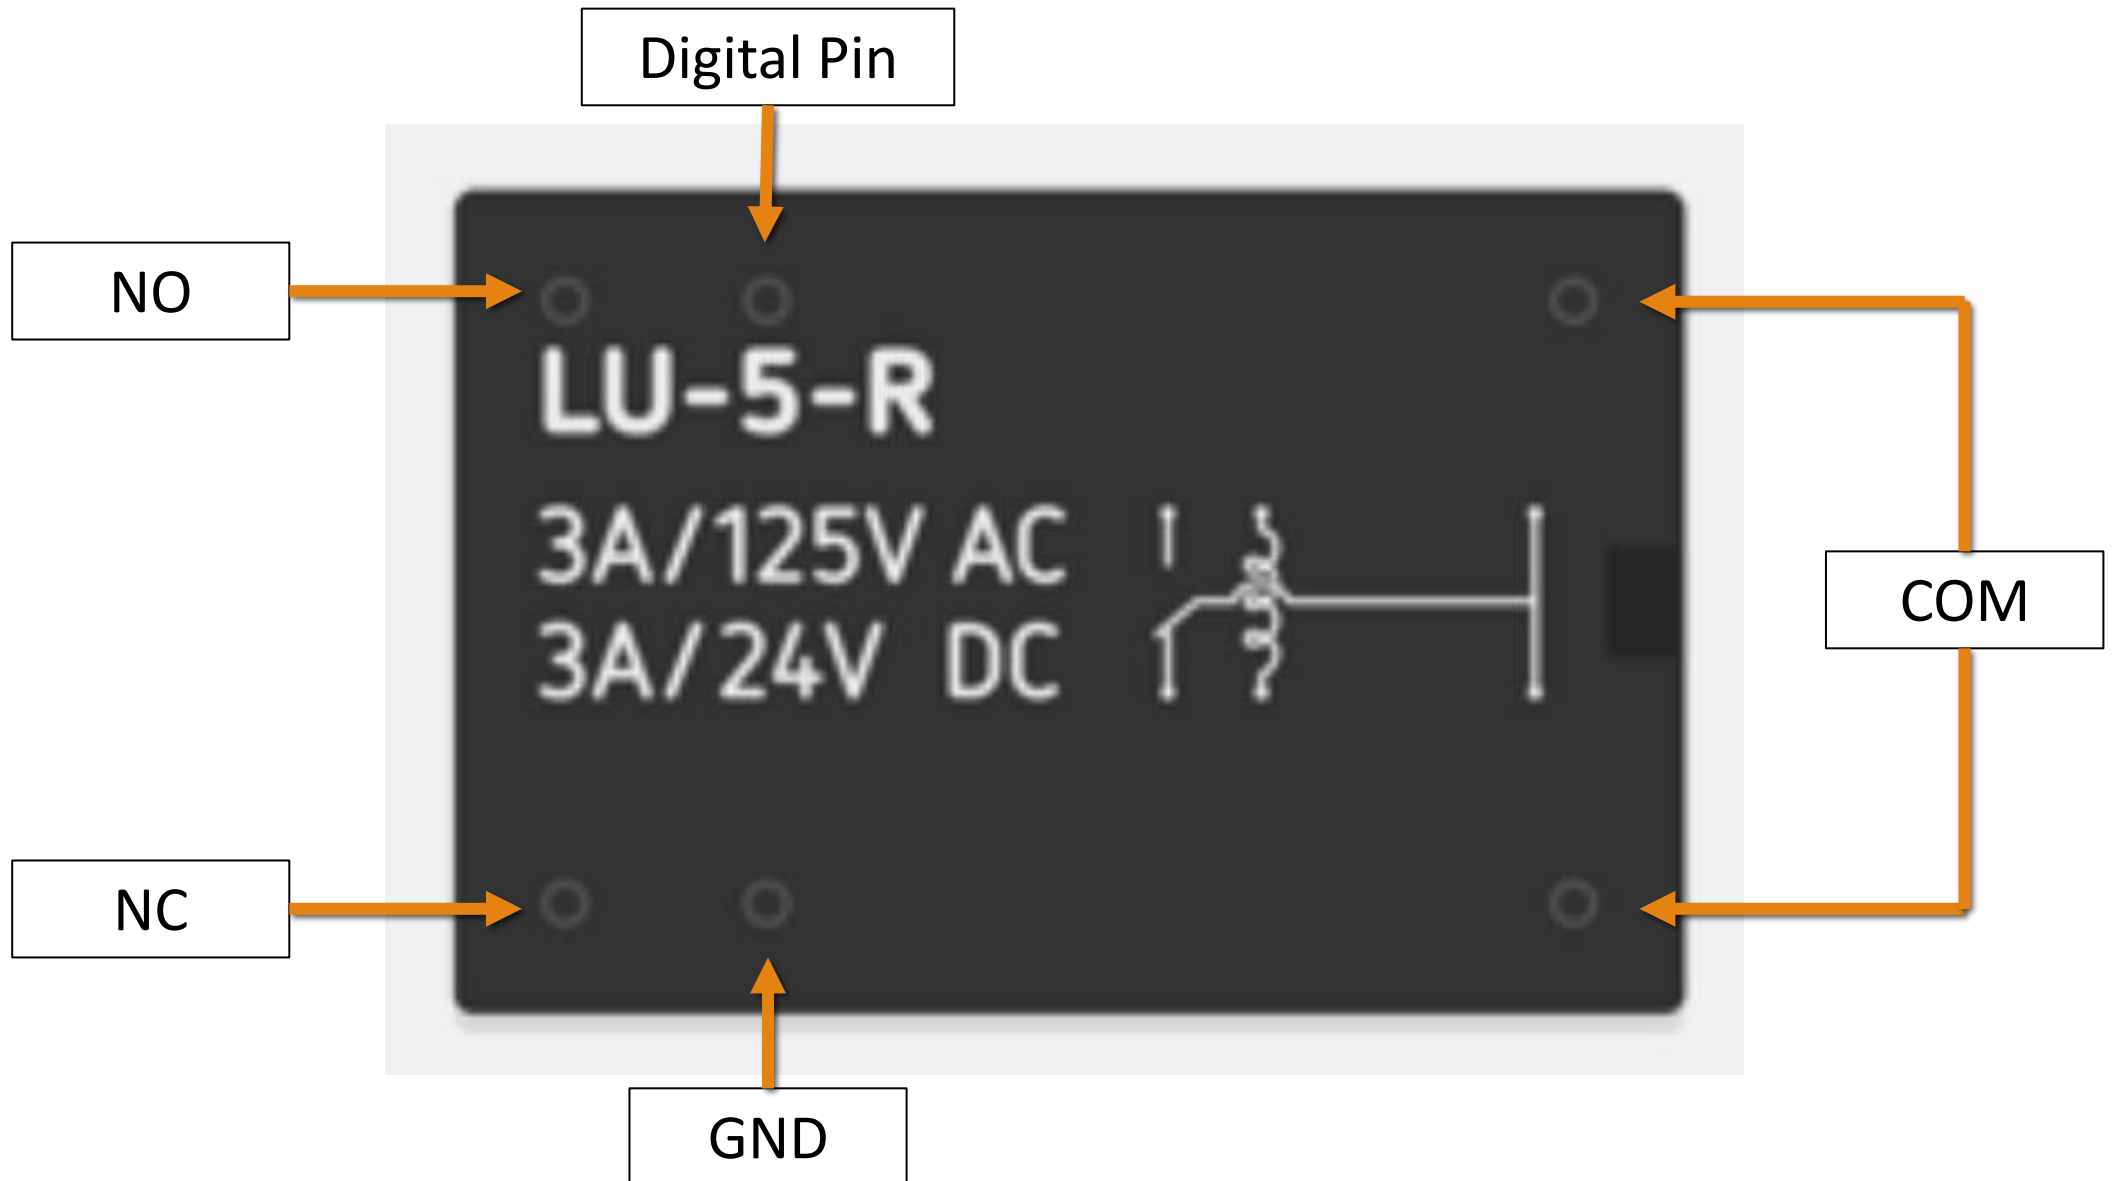 Digital Pin
NO
LU-5-R
3A/125V AC
3A/24V DC
COM
NC
GND